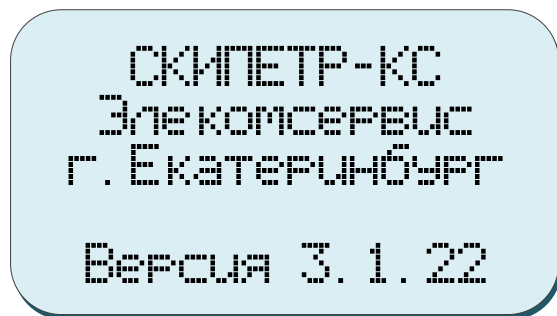 СКИПЕТР-КС
Элекомсервис
г.Екатеринбург
Версия 3.1.22